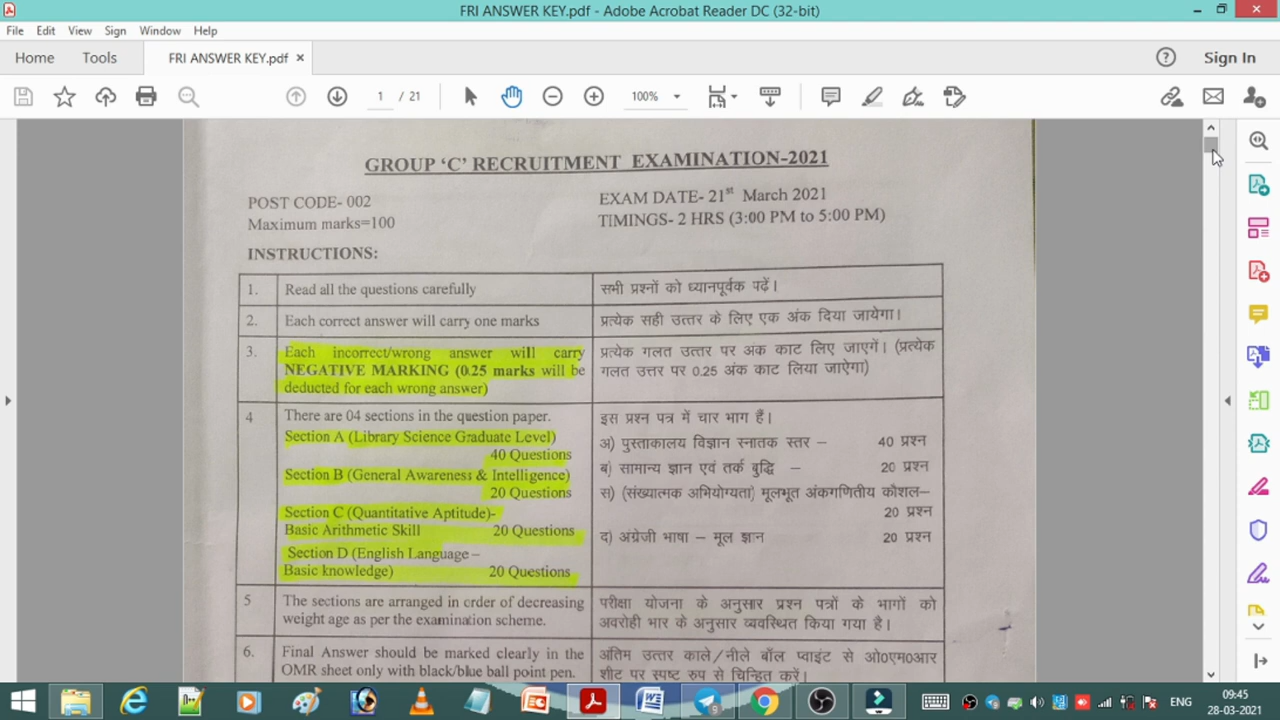 FRI ANSWER KEY.pdf - Adobe Acrobat Reader DC (32-bit)
File Edit View Sign Window Help
Home Tools FRI ANSWER KEY.pdf × Sign In
1 / 21 100%
GROUP ‘C’ RECRUITMENT EXAMINATION-2021
POST CODE- 002 EXAM DATE- 21st March 2021
Maximum marks=100 TIMINGS- 2 HRS (3:00 PM to 5:00 PM)
INSTRUCTIONS:
1. Read all the questions carefully सभी प्रश्नों को ध्यानपूर्वक पढ़ें।
2. Each correct answer will carry one marks प्रत्येक सही उत्तर के लिए एक अंक दिया जायेगा।
3. Each incorrect/wrong answer will carry प्रत्येक गलत उत्तर पर अंक काट लिए जाएगें। (प्रत्येक
NEGATIVE MARKING (0.25 marks will be गलत उत्तर पर 0.25 अंक काट लिया जाऐगा)
deducted for each wrong answer)
4 There are 04 sections in the question paper. इस प्रश्न पत्र में चार भाग हैं।
Section A (Library Science Graduate Level) अ) पुस्ताकालय विज्ञान स्नातक स्तर – 40 प्रश्न
40 Questions
Section B (General Awareness & Intelligence) ब) सामान्य ज्ञान एवं तर्क बुद्धि – 20 प्रश्न
20 Questions स) (संख्यात्मक अभियोग्यता) मूलभूत अंकगणितीय कौशल–
Section C (Quantitative Aptitude)- 20 प्रश्न
Basic Arithmetic Skill 20 Questions द) अंग्रेजी भाषा – मूल ज्ञान 20 प्रश्न
Section D (English Language –
Basic knowledge) 20 Questions
5 The sections are arranged in order of decreasing परीक्षा योजना के अनुसार प्रश्न पत्रों के भागों को
weight age as per the examination scheme. अवरोही भार के अनुसार व्यवस्थित किया गया है।
6. Final Answer should be marked clearly in the अंतिम उत्तर काले/नीले बॉल प्वाइंट से ओ0एम0आर
OMR sheet only with black/blue ball point pen. शीट पर स्पष्ट रुप से चिन्हित करें।
ENG 09:45
28-03-2021